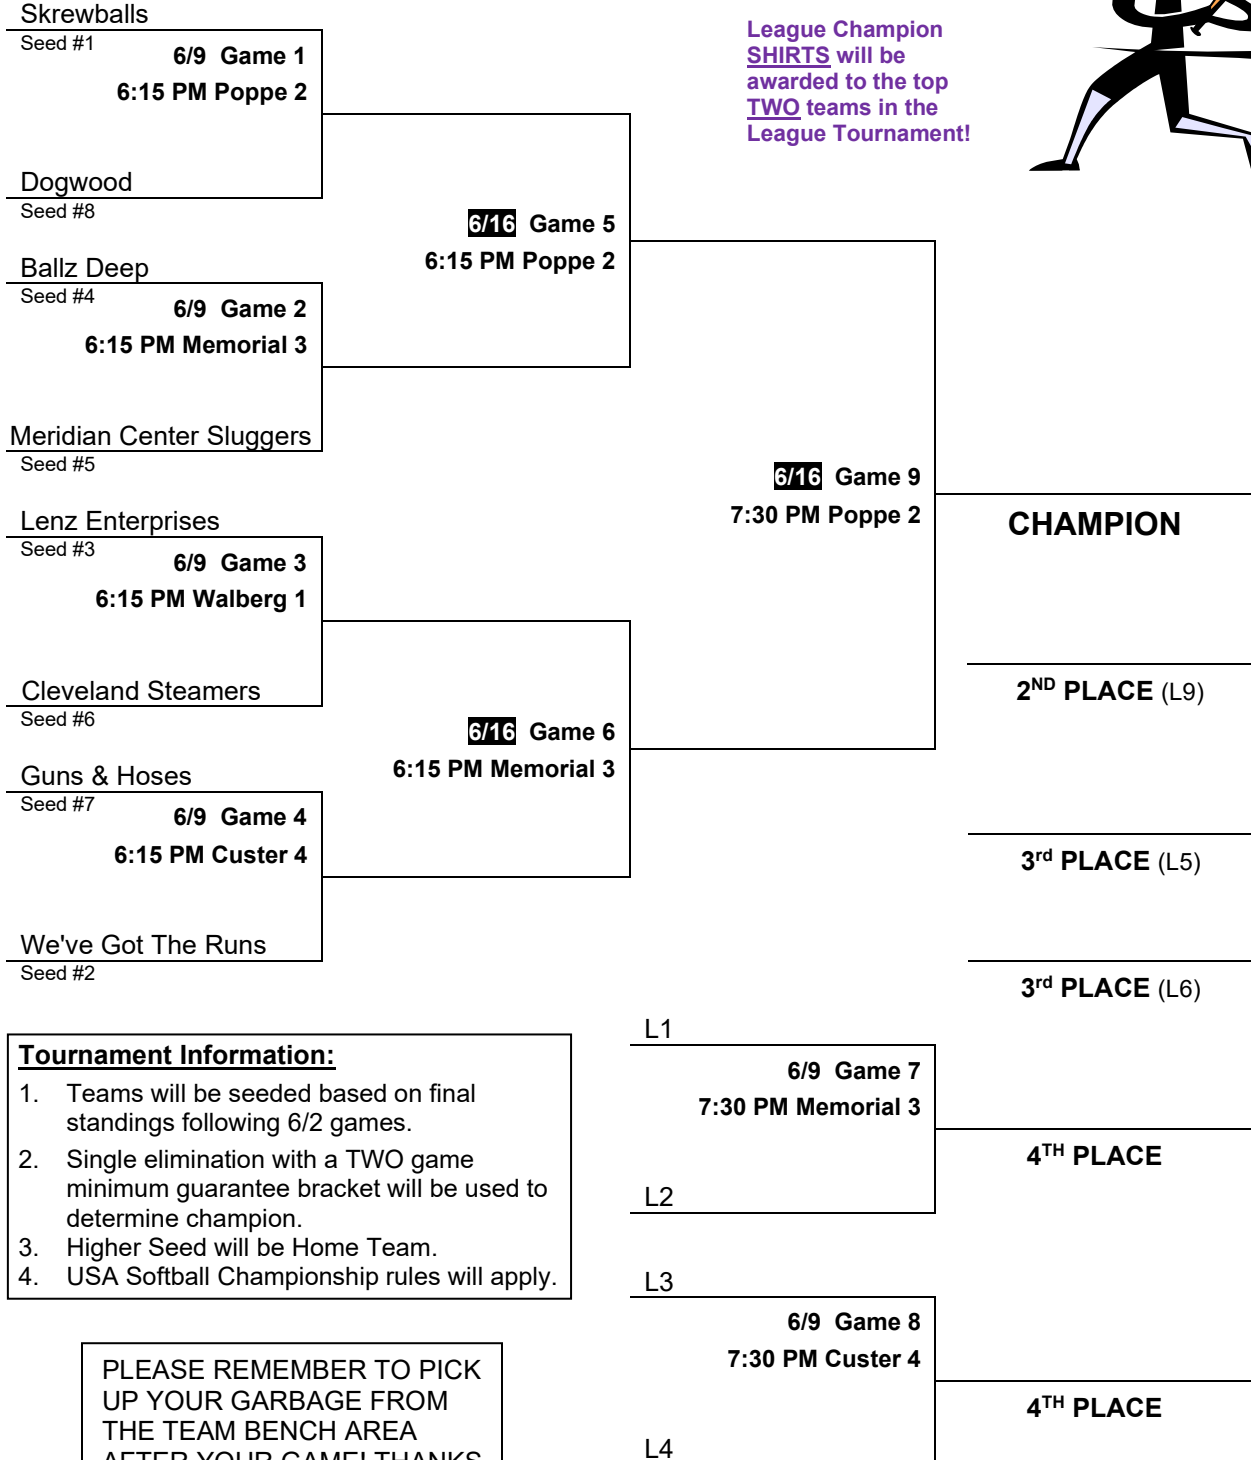 Skrewballs
Seed #1
6/9 Game 1
6:15 PM Poppe 2
Dogwood
Seed #8
League Champion
SHIRTS will be
awarded to the top
TWO teams in the
League Tournament!
6/16 Game 5
6:15 PM Poppe 2
Ballz Deep
Seed #4
6/9 Game 2
6:15 PM Memorial 3
Meridian Center Sluggers
Seed #5
6/16 Game 9
7:30 PM Poppe 2
CHAMPION
Lenz Enterprises
Seed #3
6/9 Game 3
6:15 PM Walberg 1
Cleveland Steamers
Seed #6
6/16 Game 6
6:15 PM Memorial 3
2ND PLACE (L9)
Guns & Hoses
Seed #7
6/9 Game 4
6:15 PM Custer 4
3rd PLACE (L5)
We've Got The Runs
Seed #2
3rd PLACE (L6)
Tournament Information:
1. Teams will be seeded based on final
standings following 6/2 games.
2. Single elimination with a TWO game
minimum guarantee bracket will be used to
determine champion.
3. Higher Seed will be Home Team.
4. USA Softball Championship rules will apply.
L1
6/9 Game 7
7:30 PM Memorial 3
4TH PLACE
L2
L3
6/9 Game 8
7:30 PM Custer 4
4TH PLACE
L4
PLEASE REMEMBER TO PICK
UP YOUR GARBAGE FROM
THE TEAM BENCH AREA
AFTER YOUR GAME! THANKS